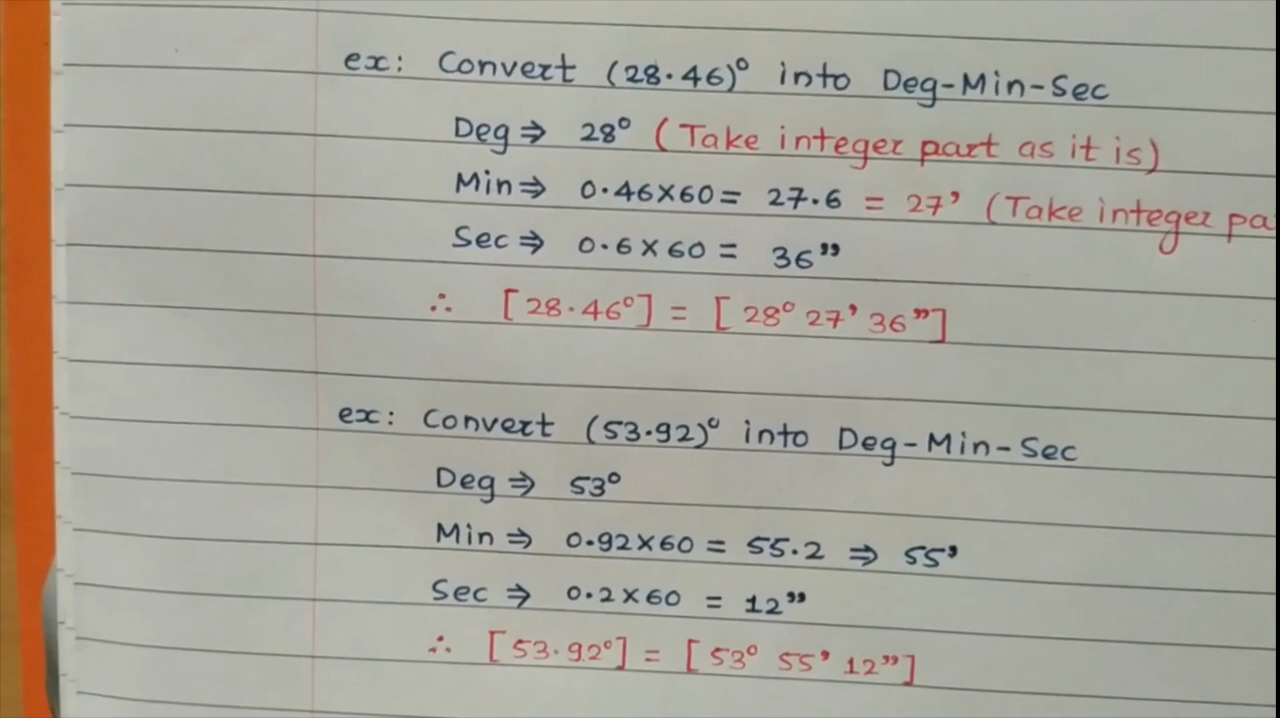 ex: Convert (28.46)° into Deg-Min-Sec
Deg ⇒ 28° (Take integer part as it is)
Min ⇒ 0.46×60 = 27.6 = 27’ (Take integer pa
Sec ⇒ 0.6×60 = 36”
∴ [28.46°] = [28° 27’ 36”]
ex: Convert (53.92)° into Deg-Min-Sec
Deg ⇒ 53°
Min ⇒ 0.92×60 = 55.2 ⇒ 55’
Sec ⇒ 0.2×60 = 12”
∴ [53.92°] = [53° 55’ 12”]